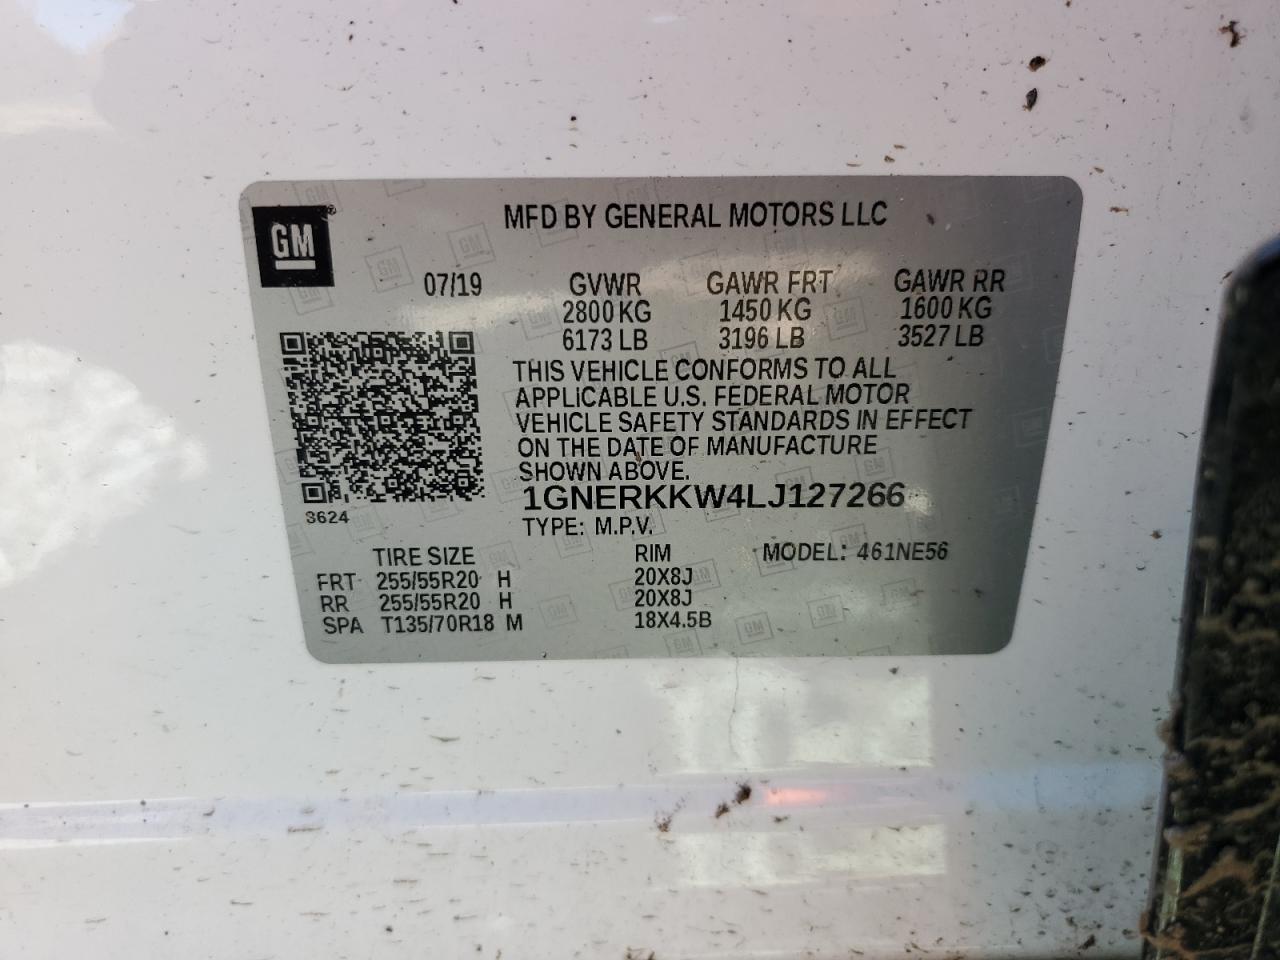 MFD BY GENERAL MOTORS LLC
GM ®
07/19 GVWR GAWR FRT GAWR RR
2800 KG 1450 KG 1600 KG
6173 LB 3196 LB 3527 LB
THIS VEHICLE CONFORMS TO ALL
APPLICABLE U.S. FEDERAL MOTOR
VEHICLE SAFETY STANDARDS IN EFFECT
ON THE DATE OF MANUFACTURE
SHOWN ABOVE.
1GNERKKW4LJ127266
3624
TYPE: M.P.V.
TIRE SIZE RIM MODEL: 461NE56
FRT 255/55R20 H 20X8J
RR 255/55R20 H 20X8J
SPA T135/70R18 M 18X4.5B